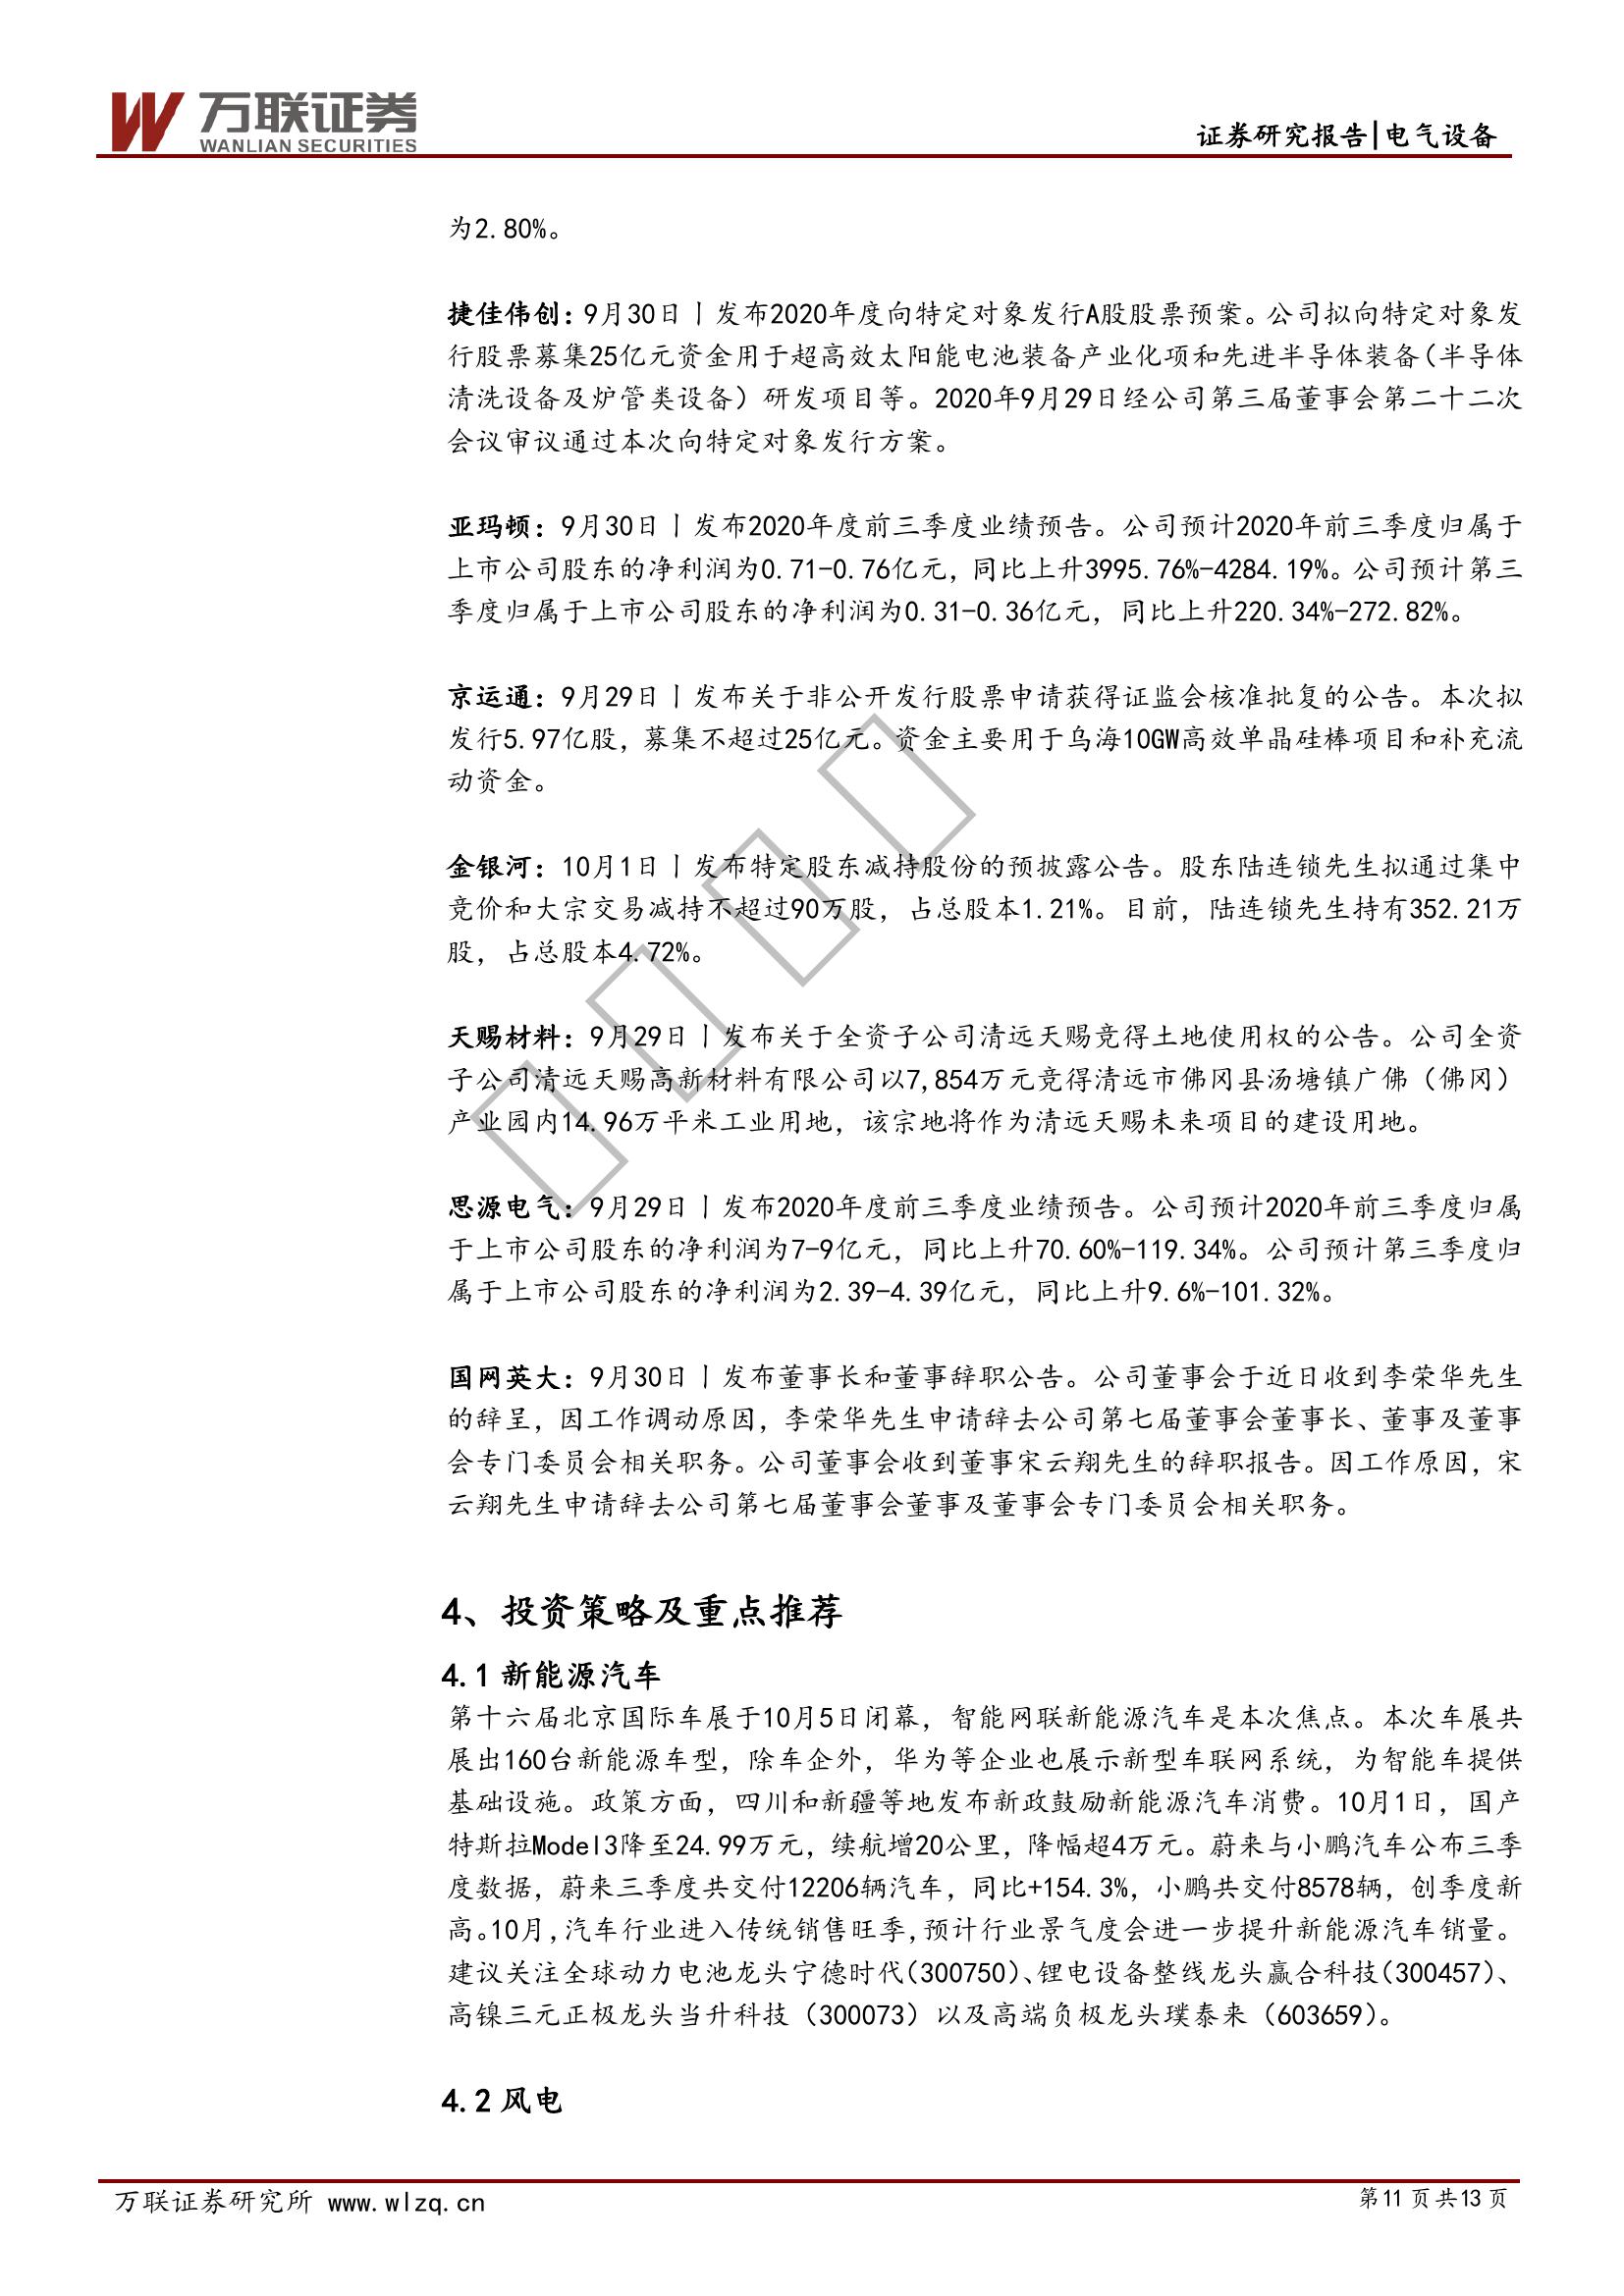 万联证券
WANLIAN SECURITIES
证券研究报告|电气设备
为2.80%。
捷佳伟创：9月30日丨发布2020年度向特定对象发行A股股票预案。公司拟向特定对象发
行股票募集25亿元资金用于超高效太阳能电池装备产业化项和先进半导体装备（半导体
清洗设备及炉管类设备）研发项目等。2020年9月29日经公司第三届董事会第二十二次
会议审议通过本次向特定对象发行方案。
亚玛顿：9月30日丨发布2020年度前三季度业绩预告。公司预计2020年前三季度归属于
上市公司股东的净利润为0.71-0.76亿元，同比上升3995.76%-4284.19%。公司预计第三
季度归属于上市公司股东的净利润为0.31-0.36亿元，同比上升220.34%-272.82%。
京运通：9月29日丨发布关于非公开发行股票申请获得证监会核准批复的公告。本次拟
发行5.97亿股，募集不超过25亿元。资金主要用于乌海10GW高效单晶硅棒项目和补充流
动资金。
金银河：10月1日丨发布特定股东减持股份的预披露公告。股东陆连锁先生拟通过集中
竞价和大宗交易减持不超过90万股，占总股本1.21%。目前，陆连锁先生持有352.21万
股，占总股本4.72%。
天赐材料：9月29日丨发布关于全资子公司清远天赐竞得土地使用权的公告。公司全资
子公司清远天赐高新材料有限公司以7,854万元竞得清远市佛冈县汤塘镇广佛（佛冈）
产业园内14.96万平米工业用地，该宗地将作为清远天赐未来项目的建设用地。
思源电气：9月29日丨发布2020年度前三季度业绩预告。公司预计2020年前三季度归属
于上市公司股东的净利润为7-9亿元，同比上升70.60%-119.34%。公司预计第三季度归
属于上市公司股东的净利润为2.39-4.39亿元，同比上升9.6%-101.32%。
国网英大：9月30日丨发布董事长和董事辞职公告。公司董事会于近日收到李荣华先生
的辞呈，因工作调动原因，李荣华先生申请辞去公司第七届董事会董事长、董事及董事
会专门委员会相关职务。公司董事会收到董事宋云翔先生的辞职报告。因工作原因，宋
云翔先生申请辞去公司第七届董事会董事及董事会专门委员会相关职务。
4、投资策略及重点推荐
4.1 新能源汽车
第十六届北京国际车展于10月5日闭幕，智能网联新能源汽车是本次焦点。本次车展共
展出160台新能源车型，除车企外，华为等企业也展示新型车联网系统，为智能车提供
基础设施。政策方面，四川和新疆等地发布新政鼓励新能源汽车消费。10月1日，国产
特斯拉Model3降至24.99万元，续航增20公里，降幅超4万元。蔚来与小鹏汽车公布三季
度数据，蔚来三季度共交付12206辆汽车，同比+154.3%，小鹏共交付8578辆，创季度新
高。10月，汽车行业进入传统销售旺季，预计行业景气度会进一步提升新能源汽车销量。
建议关注全球动力电池龙头宁德时代（300750）、锂电设备整线龙头赢合科技（300457）、
高镍三元正极龙头当升科技（300073）以及高端负极龙头璞泰来（603659）。
4.2 风电
万联证券研究所 www.wlzq.cn
第11 页 共13 页